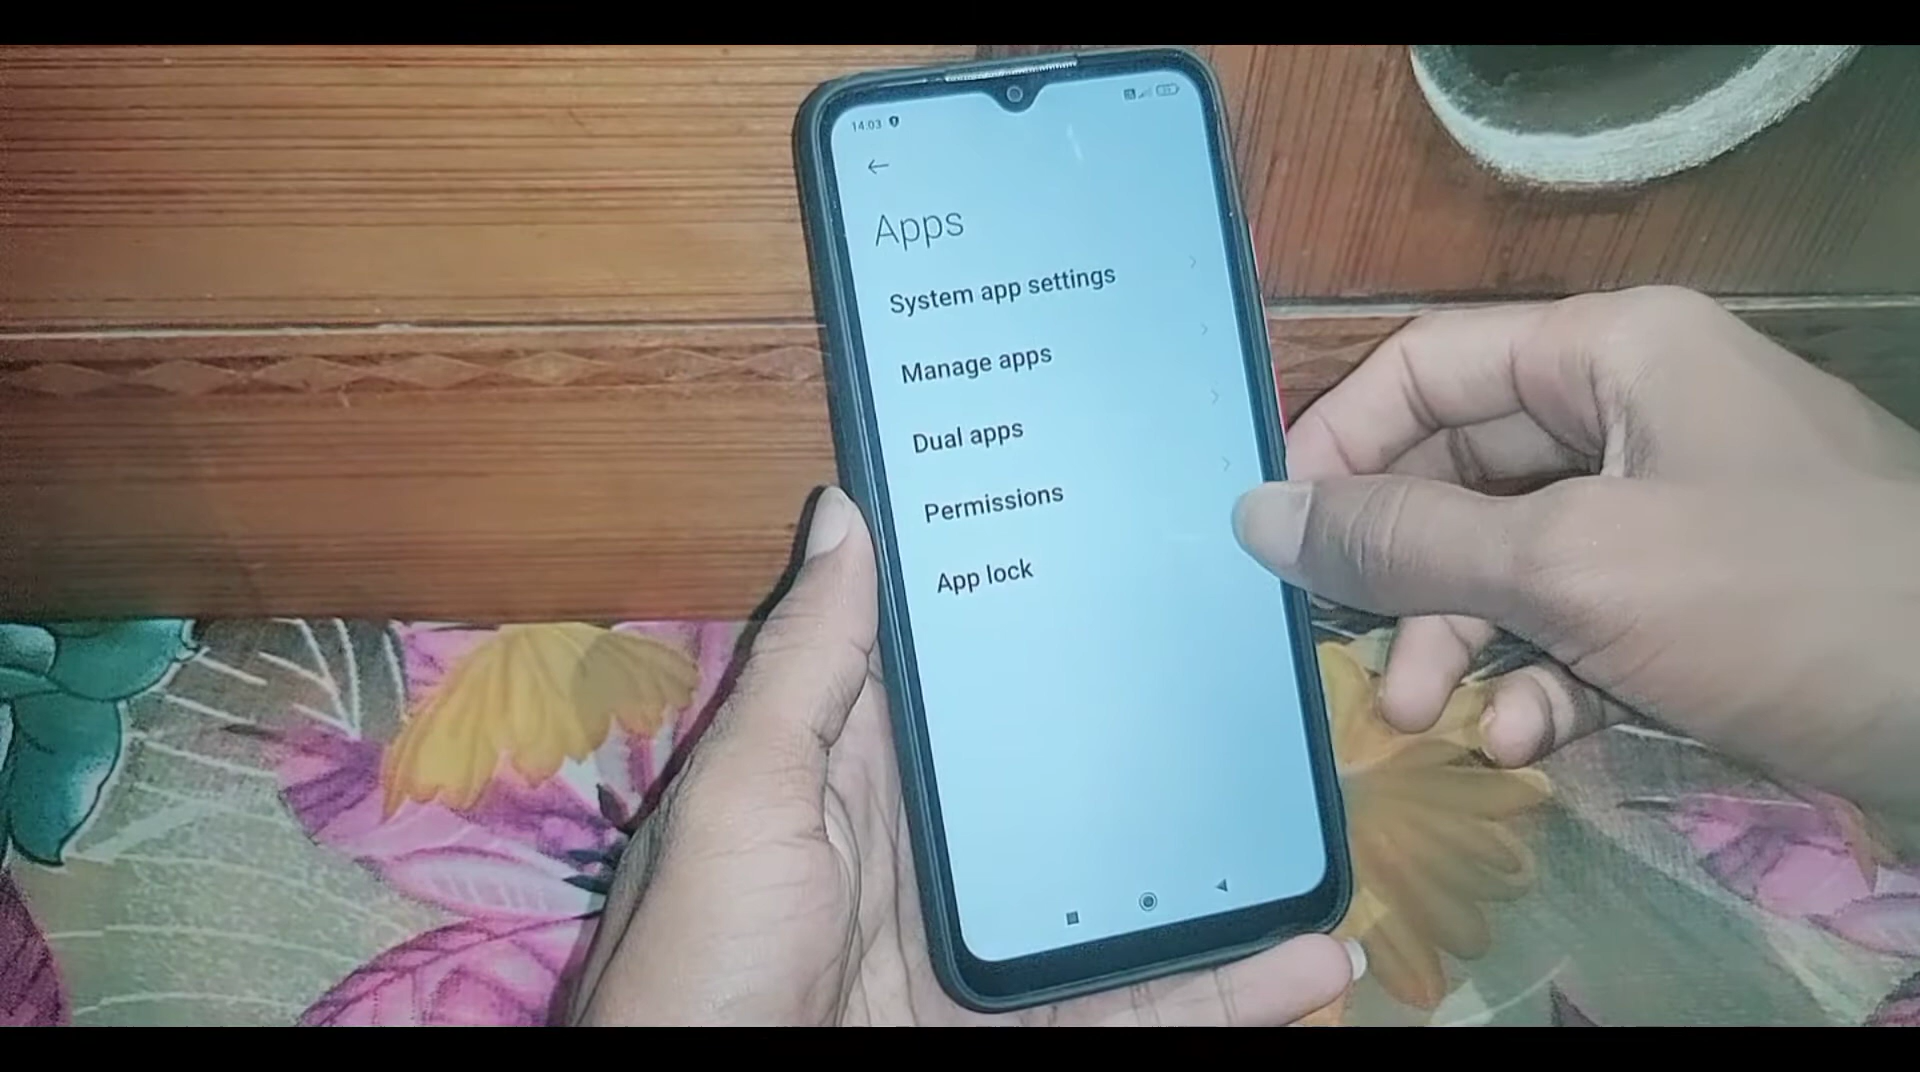 14:03
Apps
System app settings
Manage apps
Dual apps
Permissions
App lock